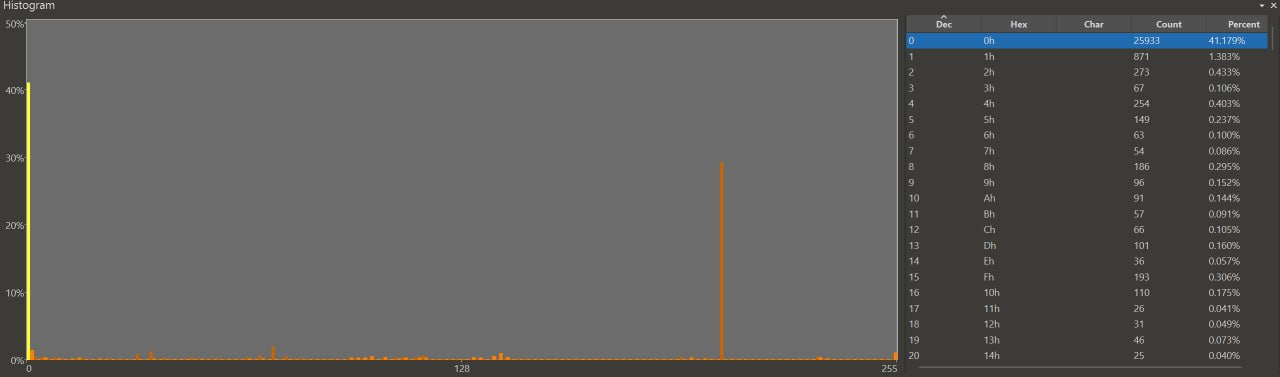 Histogram
50%
40%
30%
20%
10%
0%
0
128
255
Dec Hex Char Count Percent
0 0h 25933 41.179%
1 1h 871 1.383%
2 2h 273 0.433%
3 3h 67 0.106%
4 4h 254 0.403%
5 5h 149 0.237%
6 6h 63 0.100%
7 7h 54 0.086%
8 8h 186 0.295%
9 9h 96 0.152%
10 Ah 91 0.144%
11 Bh 57 0.091%
12 Ch 66 0.105%
13 Dh 101 0.160%
14 Eh 36 0.057%
15 Fh 193 0.306%
16 10h 110 0.175%
17 11h 26 0.041%
18 12h 31 0.049%
19 13h 46 0.073%
20 14h 25 0.040%